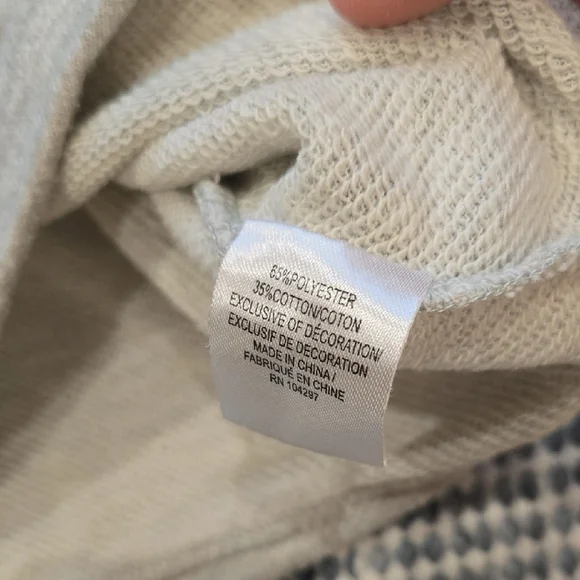 65%POLYESTER
35%COTTON/COTON
EXCLUSIVE OF DÉCORATION/
EXCLUSIF DE DECORATION
MADE IN CHINA /
FABRIQUÉ EN CHINE
RN 104297